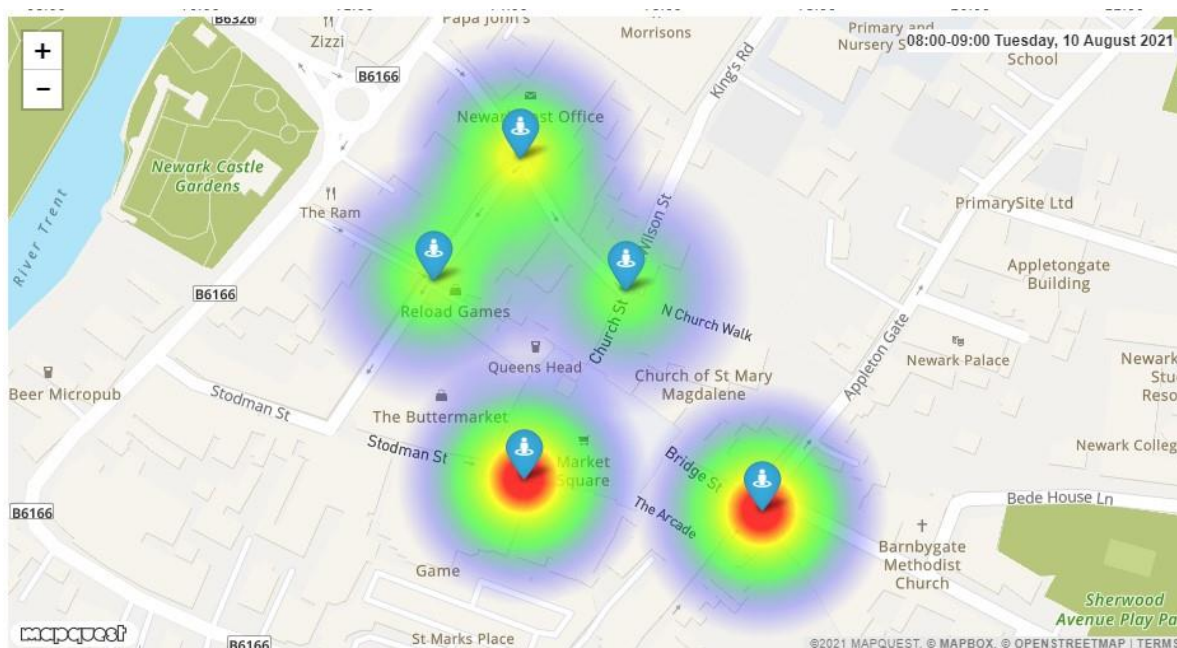 B6326
Papa John's
Zizzi
Morrisons
Primary and
Nursery S
08:00-09:00 Tuesday, 10 August 2021
School
+
−
B6166
King's Rd
Newark Post Office
Newark Castle
Gardens
River Trent
The Ram
Wilson St
PrimarySite Ltd
Appletongate
Building
B6166
Reload Games
N Church Walk
Church St
Appleton Gate
Newark Palace
Newark
Queens Head
Church of St Mary
Magdalene
Beer Micropub
Stodman St
The Buttermarket
Stodman St
Market
Square
Bridge St
Newark Colleg
Bede House Ln
B6166
The Arcade
Barnbygate
Methodist
Church
Game
Sherwood
Avenue Play Pa
mapquest
B6166
St Marks Place
©2021 MAPQUEST, © MAPBOX, © OPENSTREETMAP | TERMS